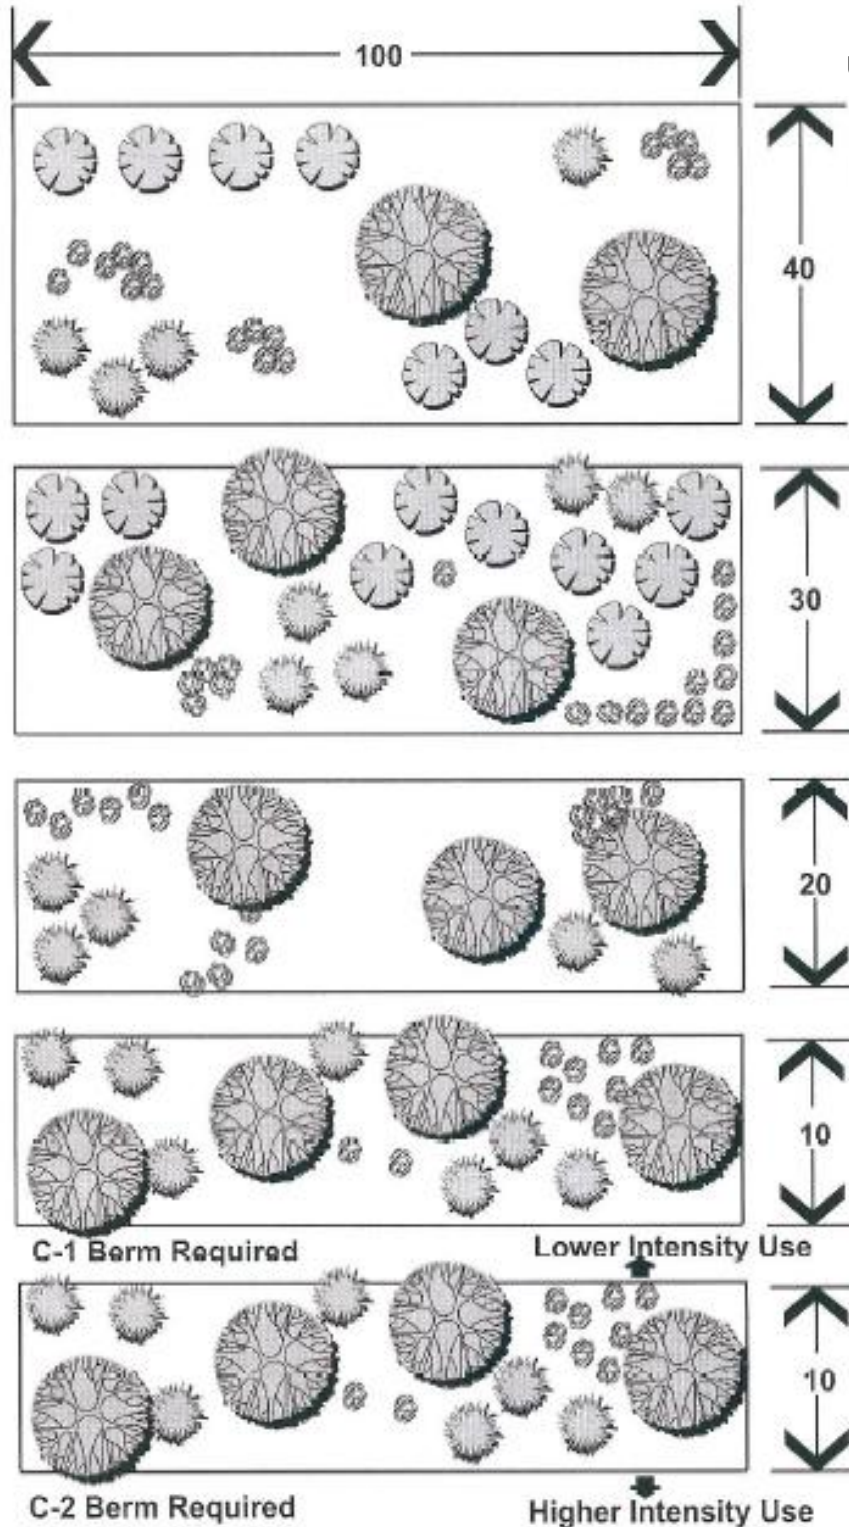 100
40
30
20
10
C-1 Berm Required
Lower Intensity Use
10
C-2 Berm Required
Higher Intensity Use